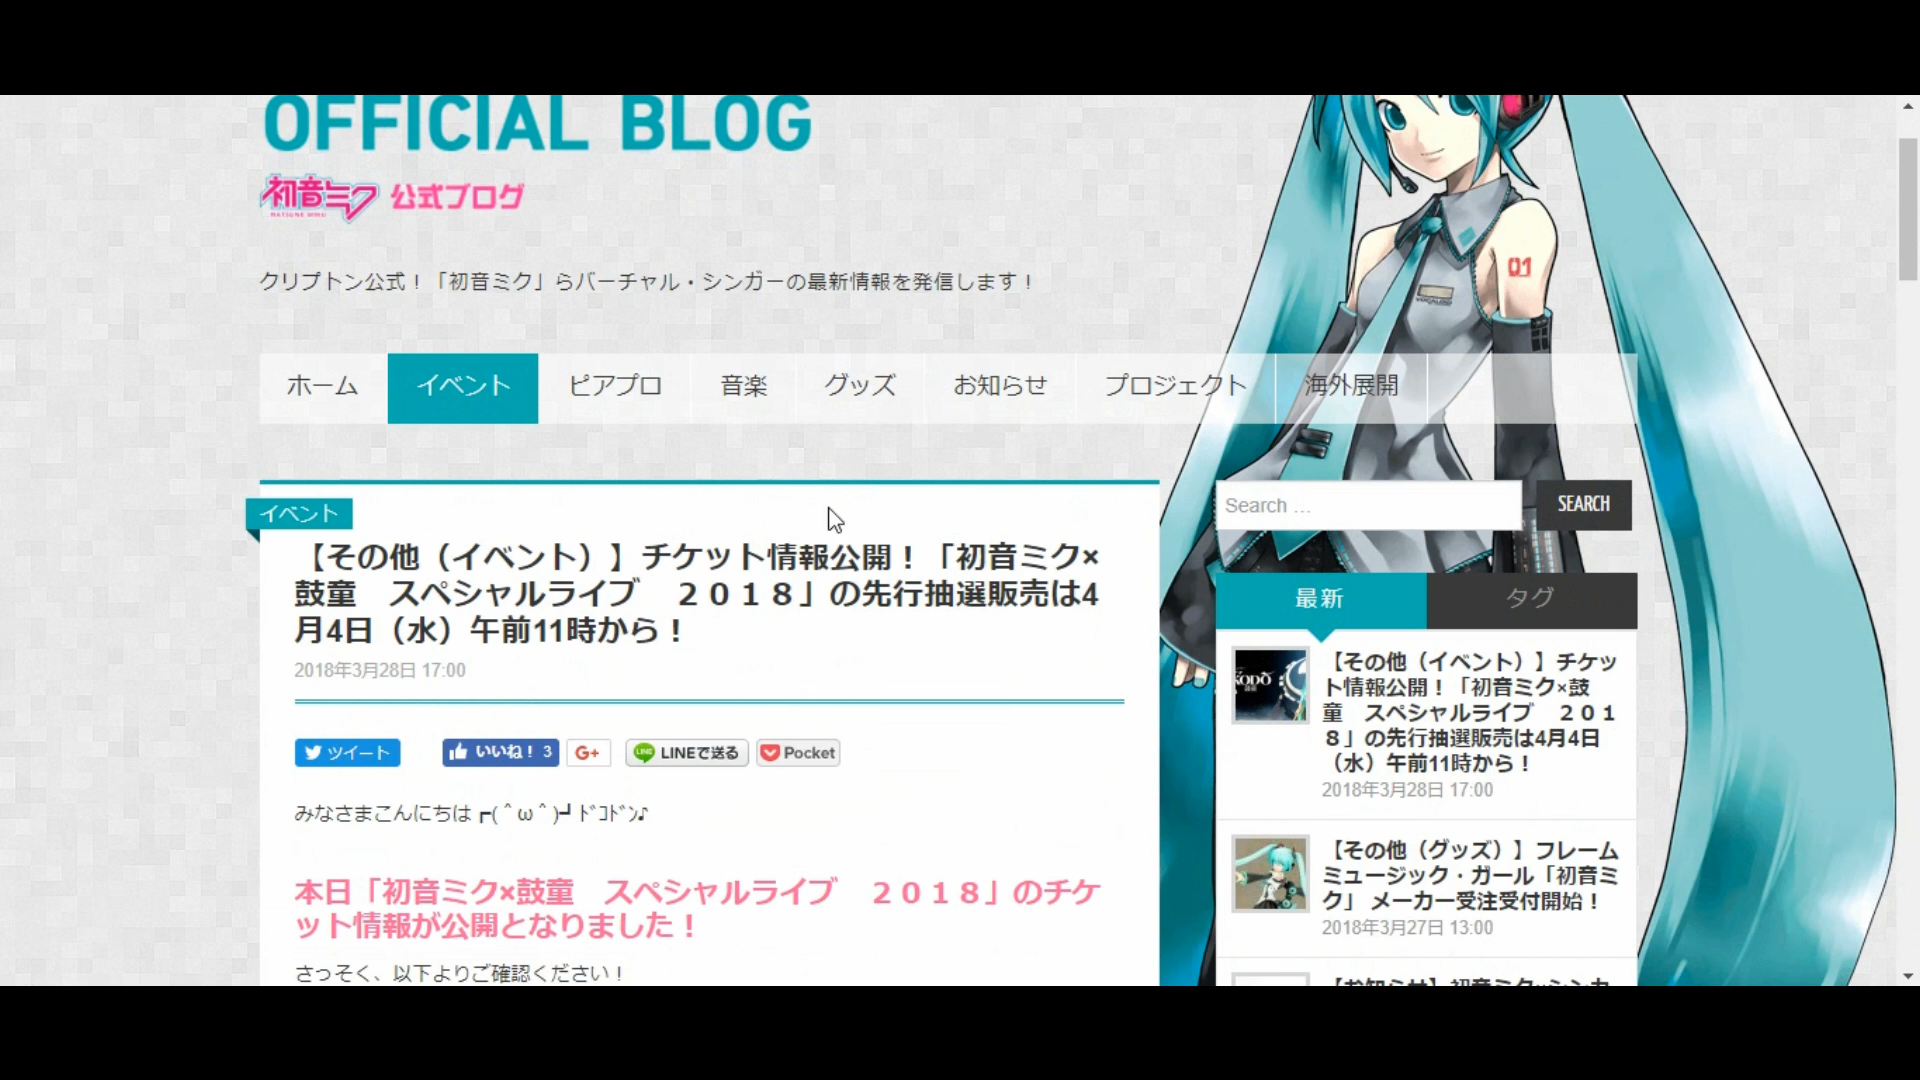 OFFICIAL BLOG
初音ミク 公式ブログ
HATSUNE MIKU
クリプトン公式！「初音ミク」らバーチャル・シンガーの最新情報を発信します！
ホーム イベント ピアプロ 音楽 グッズ お知らせ プロジェクト 海外展開
01
イベント
【その他（イベント）】チケット情報公開！「初音ミク×
鼓童　スペシャルライブ　２０１８」の先行抽選販売は4
月4日（水）午前11時から！
2018年3月28日 17:00
ツイート いいね！ 3 G+ LINEで送る Pocket
みなさまこんにちは┏(＾ω＾)┛ﾄﾞｺﾄﾞﾝ♪
本日「初音ミク×鼓童　スペシャルライブ　２０１８」のチケ
ット情報が公開となりました！
さっそく、以下よりご確認ください！
Search …
SEARCH
最新 タグ
KODO
鼓童
【その他（イベント）】チケッ
ト情報公開！「初音ミク×鼓
童　スペシャルライブ　２０１
８」の先行抽選販売は4月4日
（水）午前11時から！
2018年3月28日 17:00
【その他（グッズ）】フレーム
ミュージック・ガール「初音ミ
ク」 メーカー受注受付開始！
2018年3月27日 13:00
【お知らせ】初音ミク×シンカ